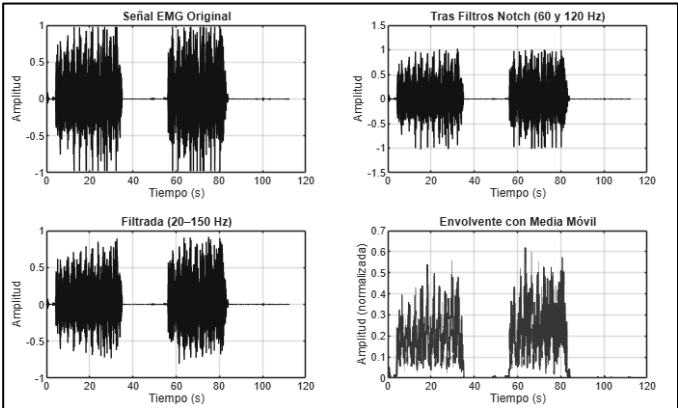 Señal EMG Original
1
0.5
0
-0.5
-1
0 20 40 60 80 100 120
Amplitud
Tiempo (s)
Tras Filtros Notch (60 y 120 Hz)
1.5
1
0.5
0
-0.5
-1
-1.5
0 20 40 60 80 100 120
Amplitud
Tiempo (s)
Filtrada (20–150 Hz)
1
0.5
0
-0.5
-1
0 20 40 60 80 100 120
Amplitud
Tiempo (s)
Envolvente con Media Móvil
0.7
0.6
0.5
0.4
0.3
0.2
0.1
0
0 20 40 60 80 100 120
Amplitud (normalizada)
Tiempo (s)